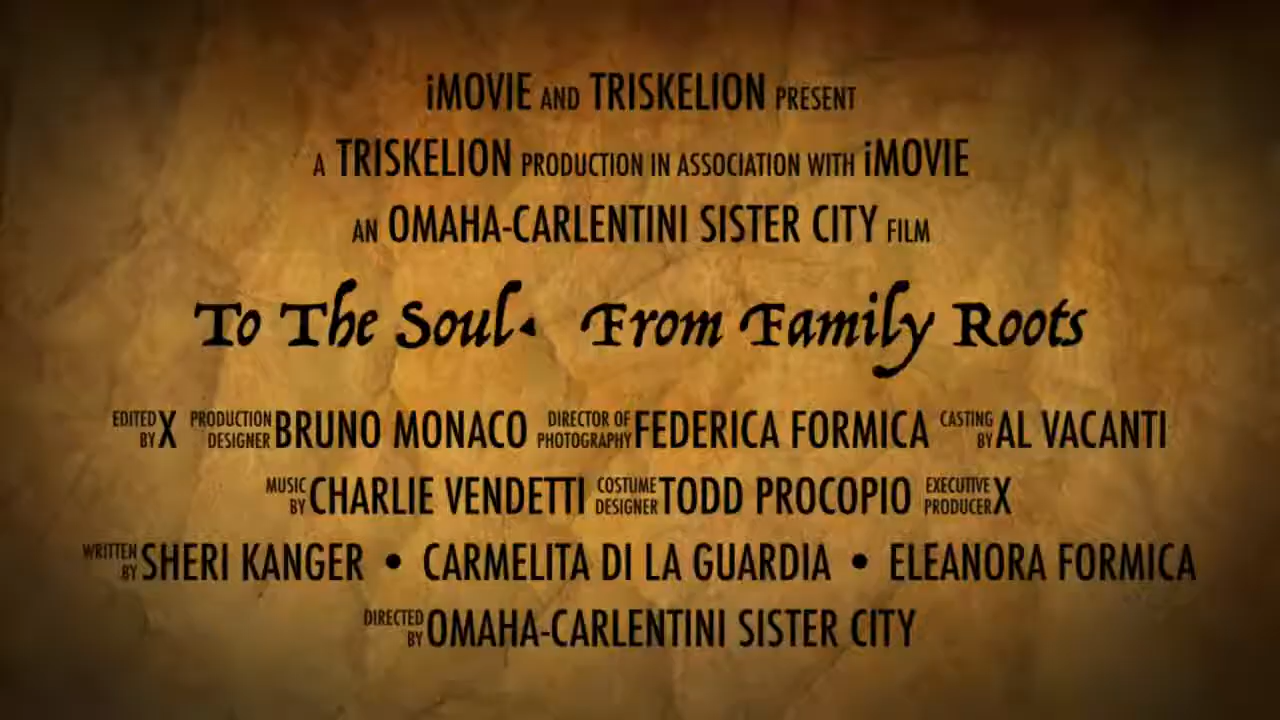 iMOVIE AND TRISKELION PRESENT
A TRISKELION PRODUCTION IN ASSOCIATION WITH iMOVIE
AN OMAHA-CARLENTINI SISTER CITY FILM
To The Soul. From Family Roots
EDITED BY X PRODUCTION DESIGNER BRUNO MONACO DIRECTOR OF PHOTOGRAPHY FEDERICA FORMICA CASTING BY AL VACANTI
MUSIC BY CHARLIE VENDETTI COSTUME DESIGNER TODD PROCOPIO EXECUTIVE PRODUCER X
WRITTEN BY SHERI KANGER • CARMELITA DI LA GUARDIA • ELEANORA FORMICA
DIRECTED BY OMAHA-CARLENTINI SISTER CITY